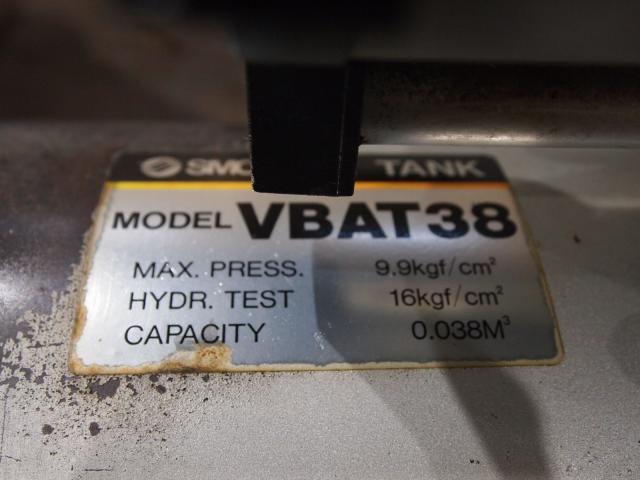 SMC TANK
MODEL VBAT38
MAX. PRESS. 9.9kgf/cm²
HYDR. TEST 16kgf/cm²
CAPACITY 0.038M³